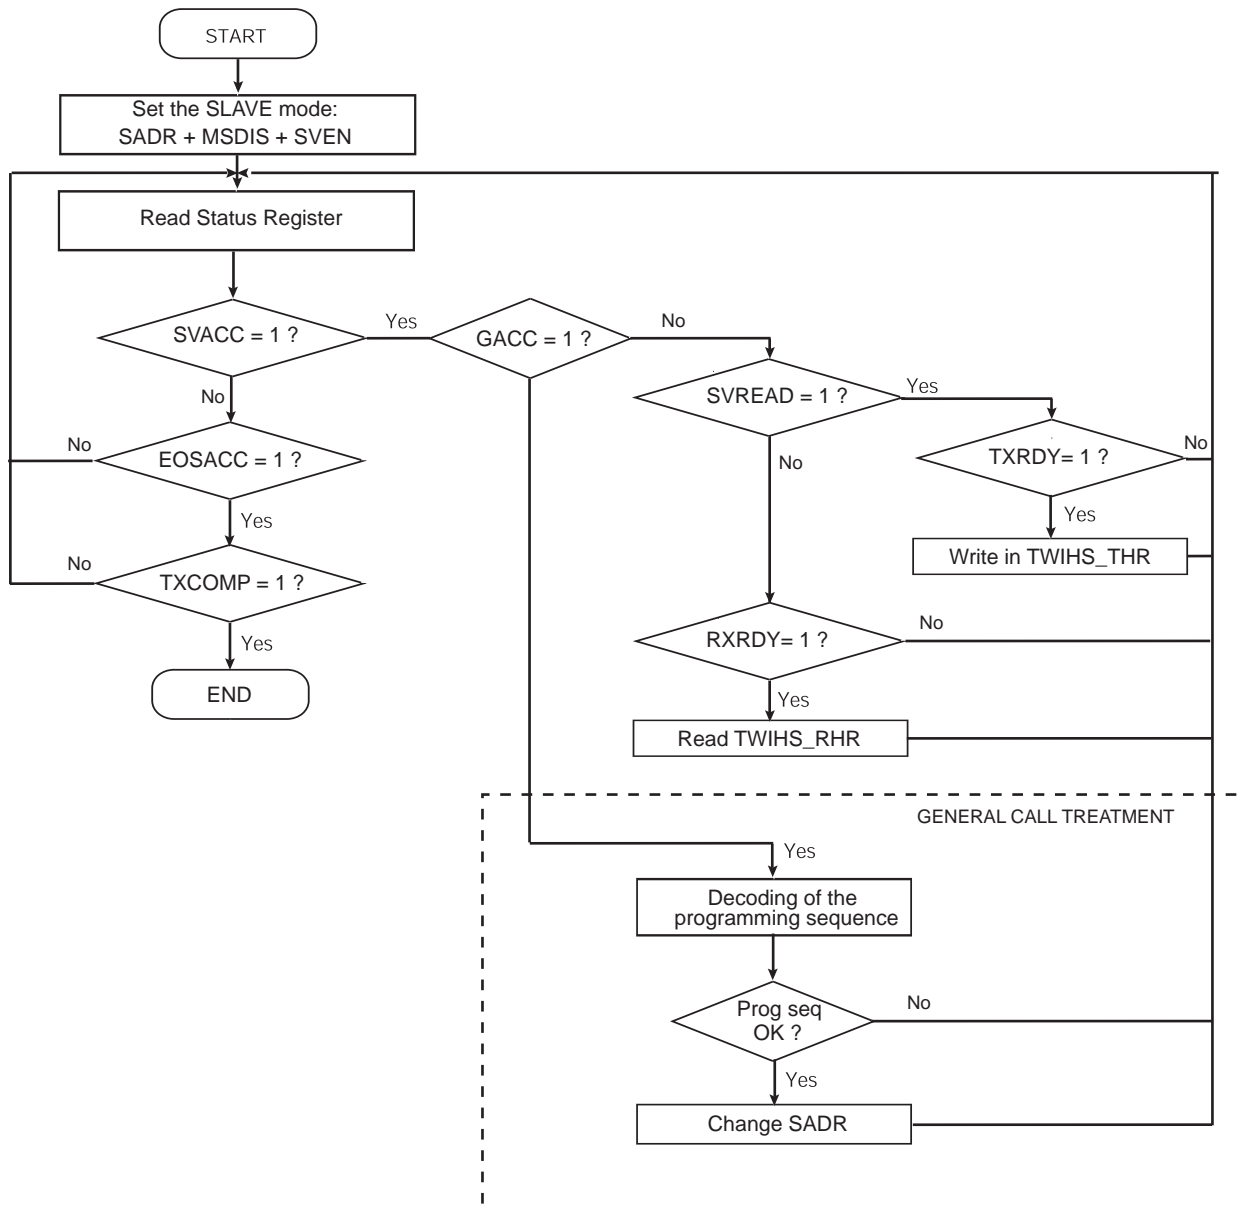 START
Set the SLAVE mode:
SADR + MSDIS + SVEN
Read Status Register
SVACC = 1 ?
Yes
GACC = 1 ?
No
SVREAD = 1 ?
Yes
No
EOSACC = 1 ?
No
TXRDY= 1 ?
No
No
Yes
Yes
Write in TWIHS_THR
TXCOMP = 1 ?
No
RXRDY= 1 ?
No
Yes
END
Yes
Read TWIHS_RHR
GENERAL CALL TREATMENT
Yes
Decoding of the
programming sequence
Prog seq
OK ?
No
Yes
Change SADR